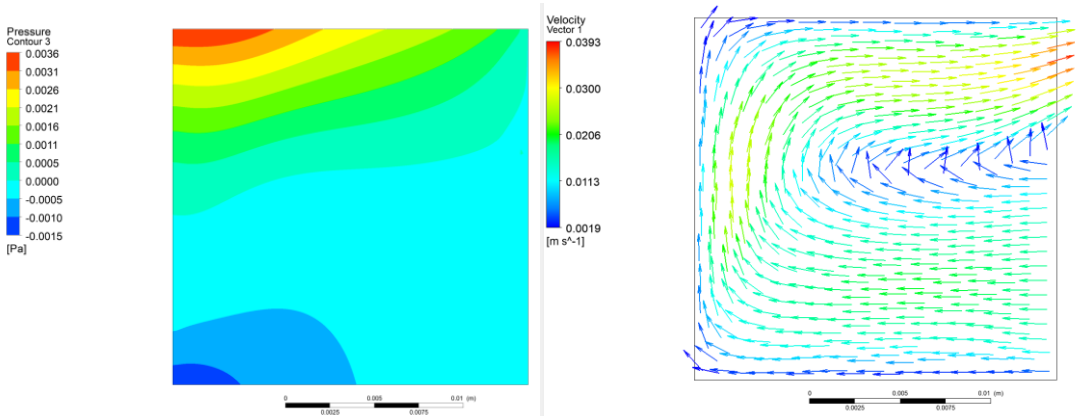 Pressure
Contour 3
0.0036
0.0031
0.0026
0.0021
0.0016
0.0011
0.0005
0.0000
-0.0005
-0.0010
-0.0015
[Pa]
0 0.005 0.01 (m)
0.0025 0.0075
Velocity
Vector 1
0.0393
0.0300
0.0206
0.0113
0.0019
[m s^-1]
0 0.005 0.01 (m)
0.0025 0.0075